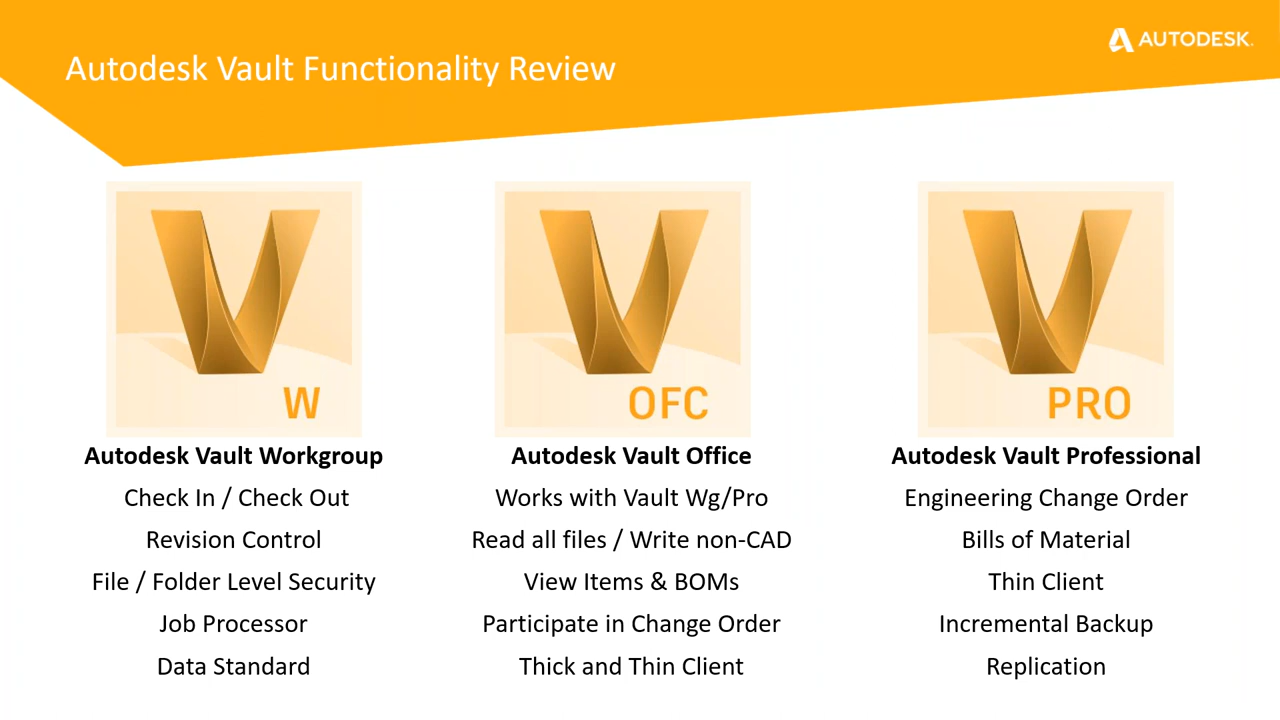 Autodesk Vault Functionality Review
AUTODESK.
W
OFC
PRO
Autodesk Vault Workgroup
Check In / Check Out
Revision Control
File / Folder Level Security
Job Processor
Data Standard
Autodesk Vault Office
Works with Vault Wg/Pro
Read all files / Write non-CAD
View Items & BOMs
Participate in Change Order
Thick and Thin Client
Autodesk Vault Professional
Engineering Change Order
Bills of Material
Thin Client
Incremental Backup
Replication